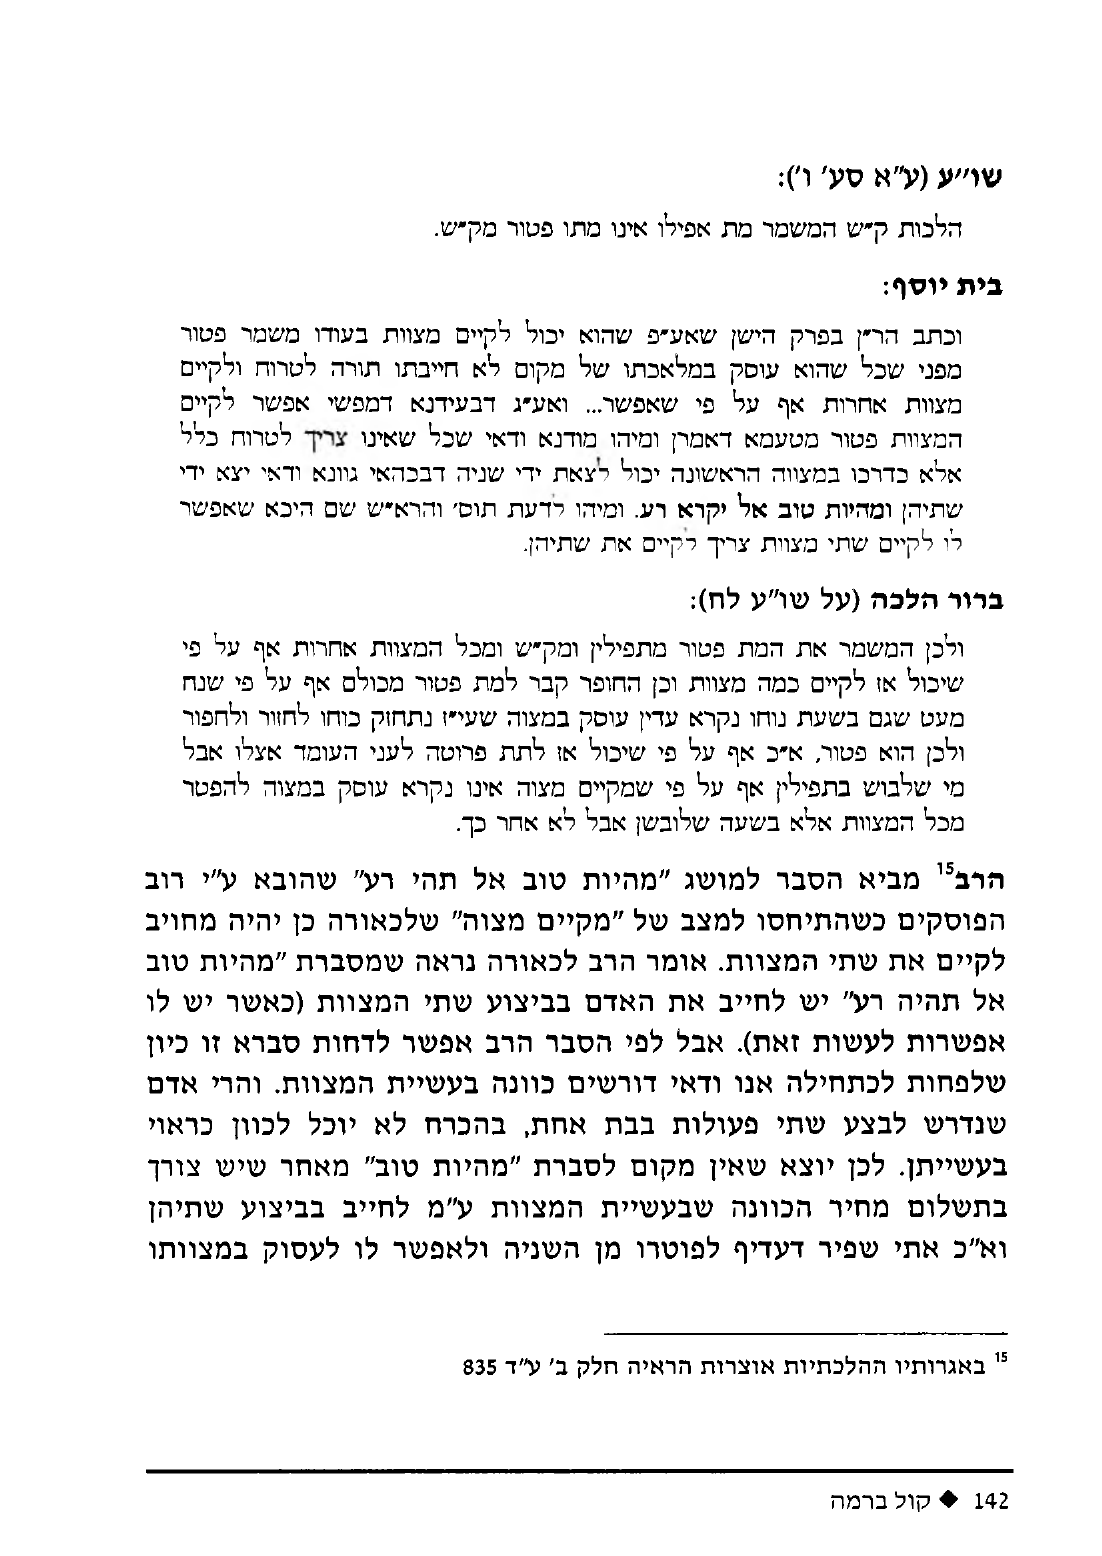 שו״ע (ע״א סע' ו'):
הלכות ק״ש המשמר מת אפילו אינו מתו פטור מק״ש.
בית יוסף:
וכתב הר״ן בפרק הישן שאע״פ שהוא יכול לקיים מצוות בעודו משמר פטור
מפני שכל שהוא עוסק במלאכתו של מקום לא חייבתו תורה לטרוח ולקיים
מצוות אחרות אף על פי שאפשר... ואע״ג דבעידנא דמפשי אפשר לקיים
המצוות פטור מטעמא דאמרן ומיהו מודנא ודאי שכל שאינו צריך לטרוח כלל
אלא כדרכו במצווה הראשונה יכול לצאת ידי שניה דבכהאי גוונא ודאי יצא ידי
שתיהן ומהיות טוב אל יקרא רע. ומיהו לדעת תוס׳ והרא״ש שם היכא שאפשר
לו לקיים שתי מצוות צריך לקיים את שתיהן.
ברור הלכה (על שו״ע לח):
ולכן המשמר את המת פטור מתפילין ומק״ש ומכל המצוות אחרות אף על פי
שיכול אז לקיים כמה מצוות וכן החופר קבר למת פטור מכולם אף על פי שנח
מעט שגם בשעת נוחו נקרא עדין עוסק במצוה שעי״ז נתחזק כוחו לחזור ולחפור
ולכן הוא פטור, א״כ אף על פי שיכול אז לתת פרוטה לעני העומד אצלו אבל
מי שלבוש בתפילין אף על פי שמקיים מצוה אינו נקרא עוסק במצוה להפטר
מכל המצוות אלא בשעה שלובשן אבל לא אחר כך.
הרב15 מביא הסבר למושג "מהיות טוב אל תהי רע" שהובא ע״י רוב
הפוסקים כשהתיחסו למצב של "מקיים מצוה" שלכאורה כן יהיה מחויב
לקיים את שתי המצוות. אומר הרב לכאורה נראה שמסברת "מהיות טוב
אל תהיה רע" יש לחייב את האדם בביצוע שתי המצוות (כאשר יש לו
אפשרות לעשות זאת). אבל לפי הסבר הרב אפשר לדחות סברא זו כיון
שלפחות לכתחילה אנו ודאי דורשים כוונה בעשיית המצוות. והרי אדם
שנדרש לבצע שתי פעולות בבת אחת, בהכרח לא יוכל לכוון כראוי
בעשייתן. לכן יוצא שאין מקום לסברת "מהיות טוב" מאחר שיש צורך
בתשלום מחיר הכוונה שבעשיית המצוות ע״מ לחייב בביצוע שתיהן
וא״כ אתי שפיר דעדיף לפוטרו מן השניה ולאפשר לו לעסוק במצוותו
15 באגרותיו ההלכתיות אוצרות הראיה חלק ב' ע״ד 835
142 ◆ קול ברמה